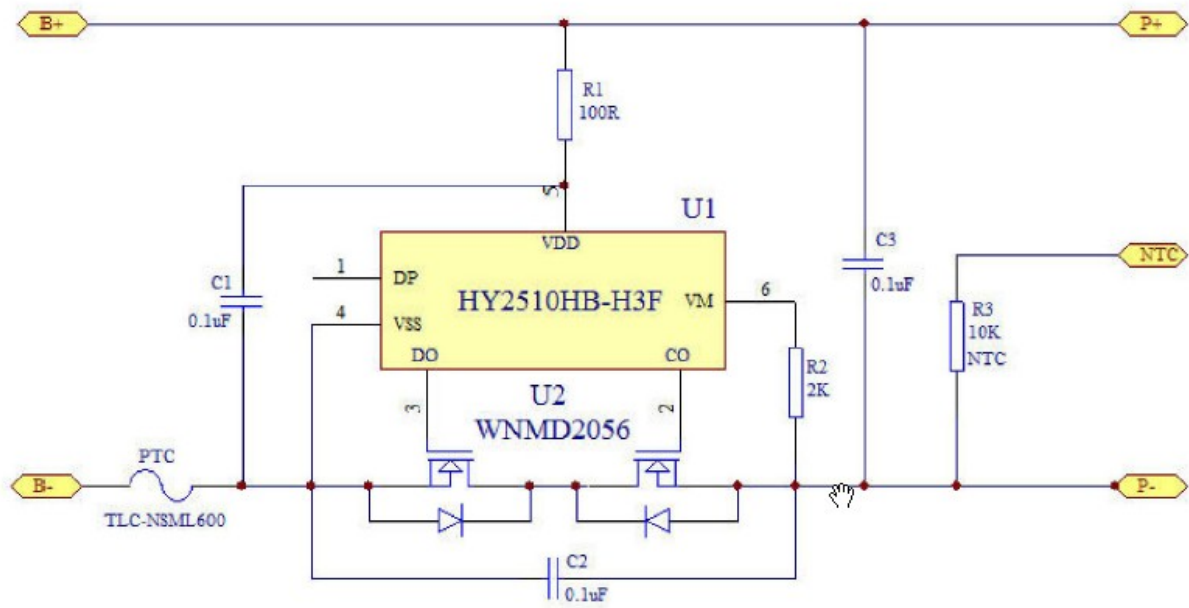 B+
P+
R1
100R
5
U1
VDD
C1
0.1uF
1
DP
4
VSS
HY2510HB-H3F
VM
6
C3
0.1uF
NTC
R3
10K
NTC
DO
CO
R2
2K
3
U2
2
WNMD2056
PTC
B-
P-
TLC-NSML600
C2
0.1uF